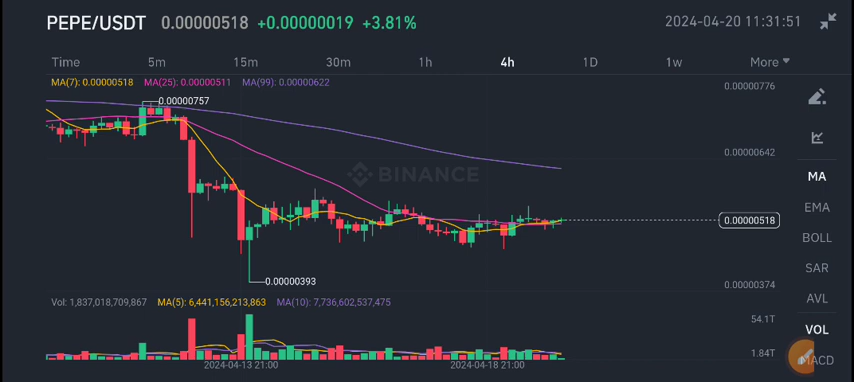 PEPE/USDT 0.00000518 +0.00000019 +3.81% 2024-04-20 11:31:51
Time 5m 15m 30m 1h 4h 1D 1w More
MA(7): 0.00000518 MA(25): 0.00000511 MA(99): 0.00000622
0.00000776
0.00000757
0.00000642
BINANCE
MA
EMA
0.00000518
BOLL
SAR
0.00000393
0.00000374
AVL
Vol: 1,837,018,709,867 MA(5): 6,441,156,213,863 MA(10): 7,736,602,537,475
54.1T
VOL
1.84T
MACD
2024-04-13 21:00 2024-04-18 21:00